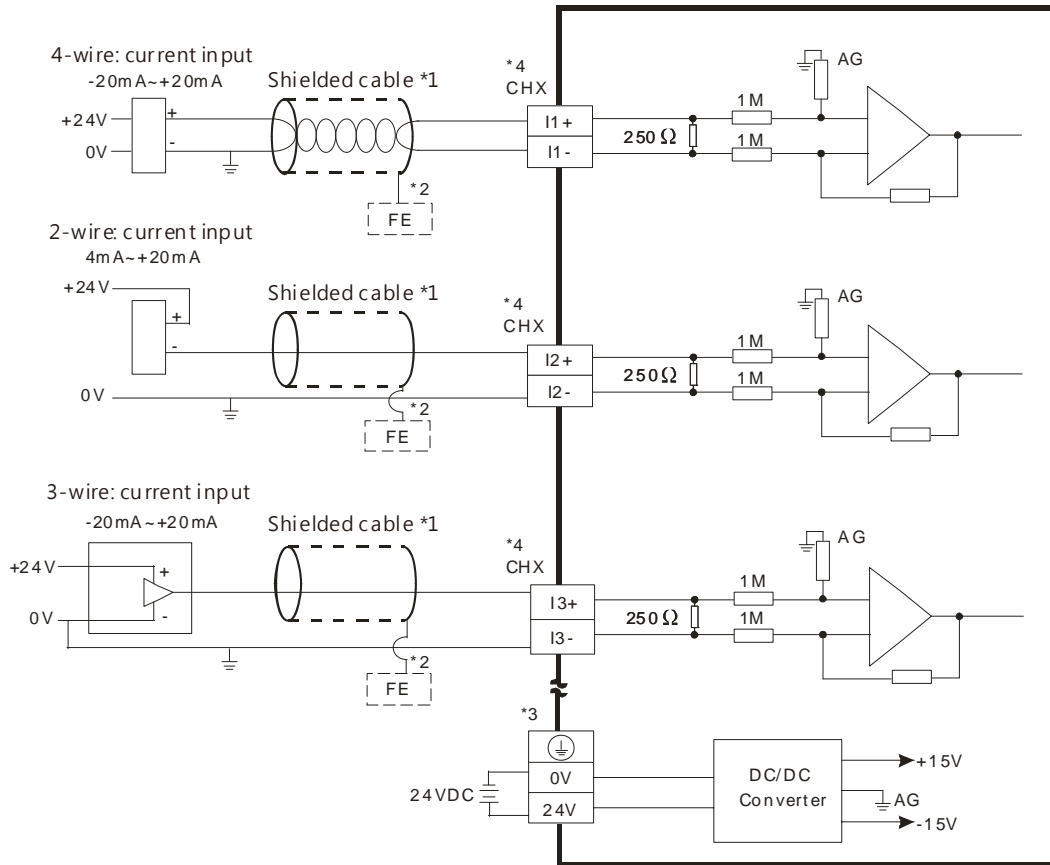 4-wire: current input
-20mA~+20mA
Shielded cable *1
*4
CHX
AG
+24V
+
I1+
1M
250Ω
0V
-
I1-
1M
*2
FE
2-wire: current input
4mA~+20mA
+24V
Shielded cable *1
*4
CHX
AG
+
1M
-
I2+
250Ω
I2-
1M
0V
*2
FE
3-wire: current input
-20mA~+20mA
Shielded cable *1
*4
CHX
AG
+24V
+
1M
I3+
250Ω
1M
0V
-
I3-
*2
FE
*3
24VDC
0V
24V
DC/DC
Converter
+15V
AG
-15V